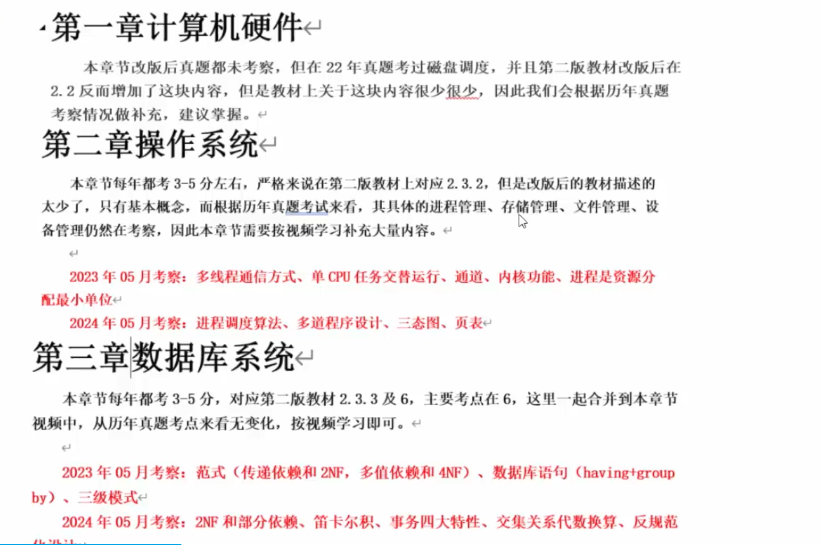 第一章计算机硬件
本章节改版后真题都未考察，但在 22 年真题考过磁盘调度，并且第二版教材改版后在
2.2 反而增加了这块内容，但是教材上关于这块内容很少很少，因此我们会根据历年真题
考察情况做补充，建议掌握。
第二章操作系统
本章节每年都考 3-5 分左右，严格来说在第二版教材上对应 2.3.2，但是改版后的教材描述的
太少了，只有基本概念，而根据历年真题考试来看，其具体的进程管理、存储管理、文件管理、设
备管理仍然在考察，因此本章节需要按视频学习补充大量内容。
2023 年 05 月考察：多线程通信方式、单 CPU 任务交替运行、通道、内核功能、进程是资源分
配最小单位
2024 年 05 月考察：进程调度算法、多道程序设计、三态图、页表
第三章数据库系统
本章节每年都考 3-5 分，对应第二版教材 2.3.3 及 6，主要考点在 6，这里一起合并到本章节
视频中，从历年真题考点来看无变化，按视频学习即可。
2023 年 05 月考察：范式（传递依赖和 2NF，多值依赖和 4NF）、数据库语句（having+group
by）、三级模式
2024 年 05 月考察：2NF 和部分依赖、笛卡尔积、事务四大特性、交集关系代数换算、反规范